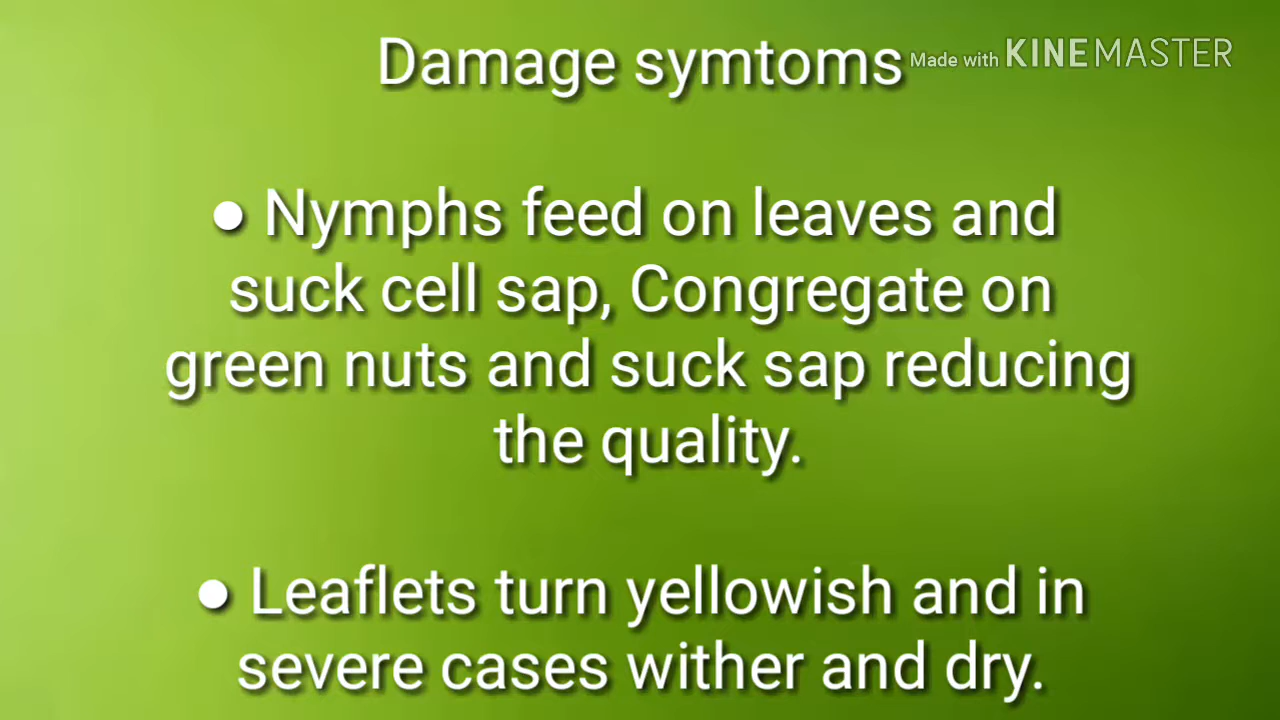 Damage symtoms
Made with KINEMASTER
● Nymphs feed on leaves and
suck cell sap, Congregate on
green nuts and suck sap reducing
the quality.
● Leaflets turn yellowish and in
severe cases wither and dry.